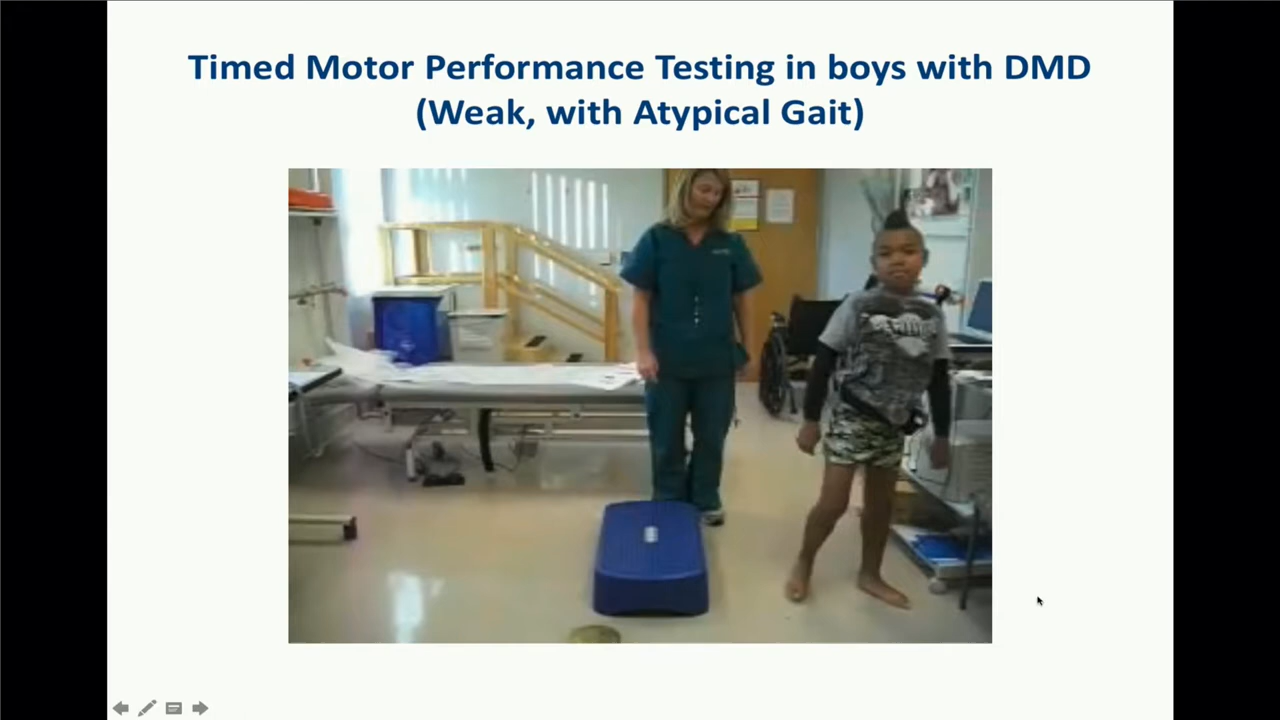 Timed Motor Performance Testing in boys with DMD
(Weak, with Atypical Gait)